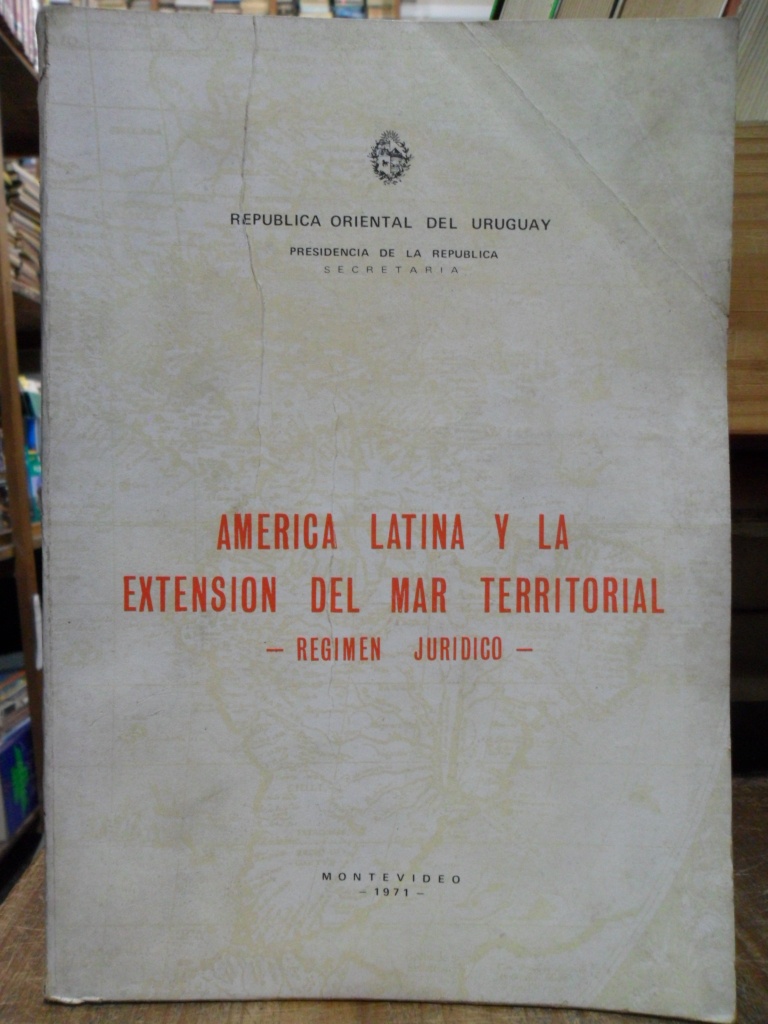 REPUBLICA ORIENTAL DEL URUGUAY
PRESIDENCIA DE LA REPUBLICA
SECRETARIA
AMERICA LATINA Y LA
EXTENSION DEL MAR TERRITORIAL
— REGIMEN JURIDICO —
MONTEVIDEO
— 1971 —